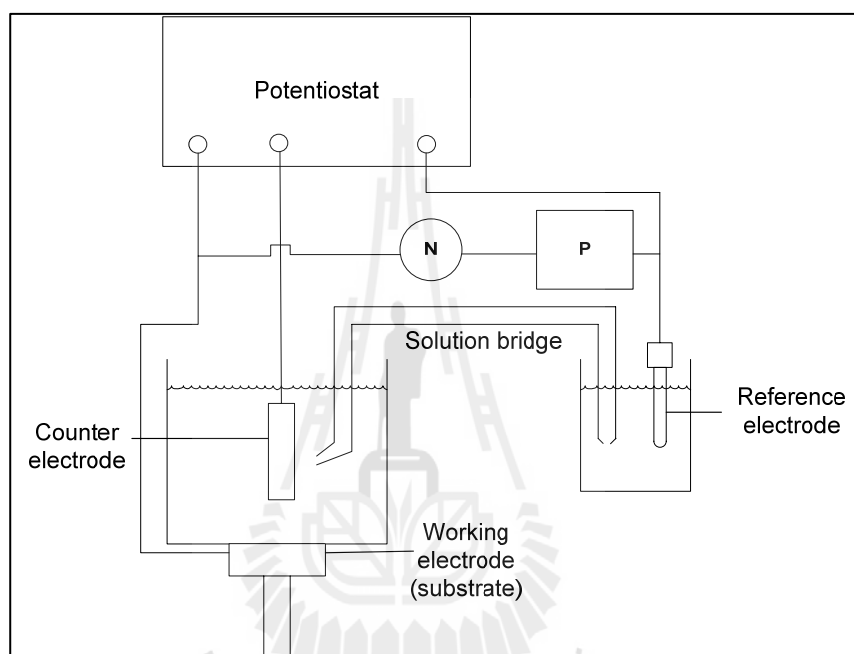 Potentiostat
N
P
Solution bridge
Counter
electrode
Reference
electrode
Working
electrode
(substrate)